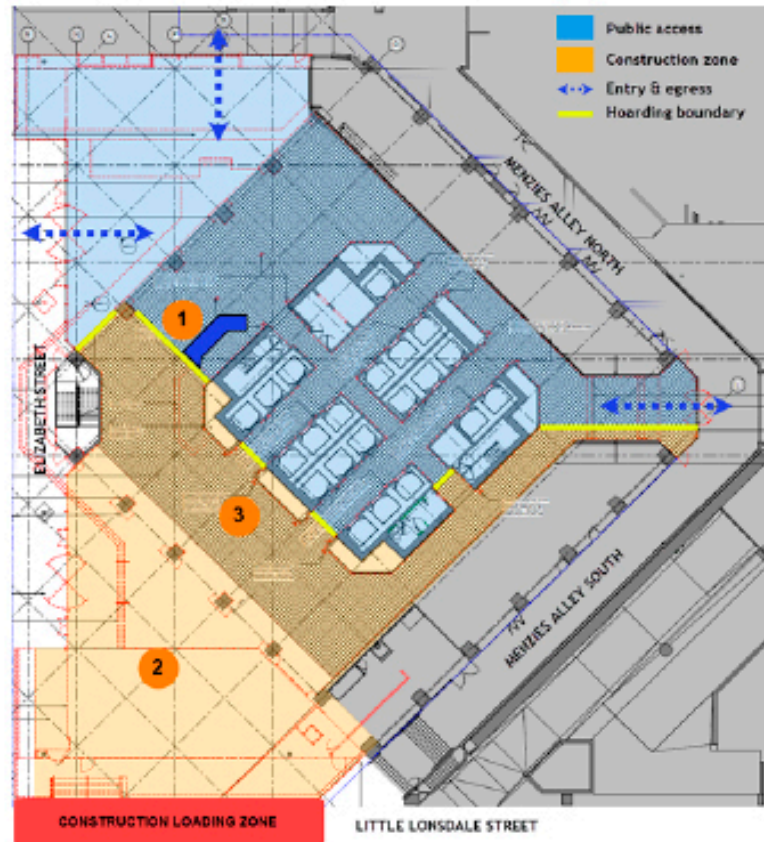 Public access
Construction zone
Entry & egress
Hoarding boundary
MENZIES ALLEY NORTH
1
ELIZABETH STREET
3
MENZIES ALLEY SOUTH
2
CONSTRUCTION LOADING ZONE
LITTLE LONSDALE STREET